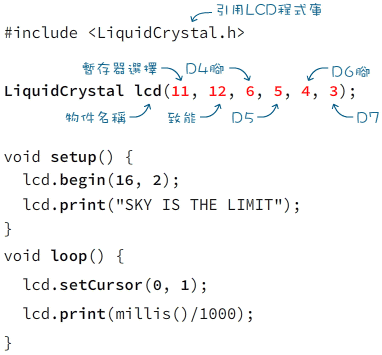 引用LCD程式庫
#include <LiquidCrystal.h>
暫存器選擇 D4腳 D6腳
LiquidCrystal lcd(11, 12, 6, 5, 4, 3);
物件名稱 致能 D5 D7
void setup() {
lcd.begin(16, 2);
lcd.print("SKY IS THE LIMIT");
}
void loop() {
lcd.setCursor(0, 1);
lcd.print(millis()/1000);
}